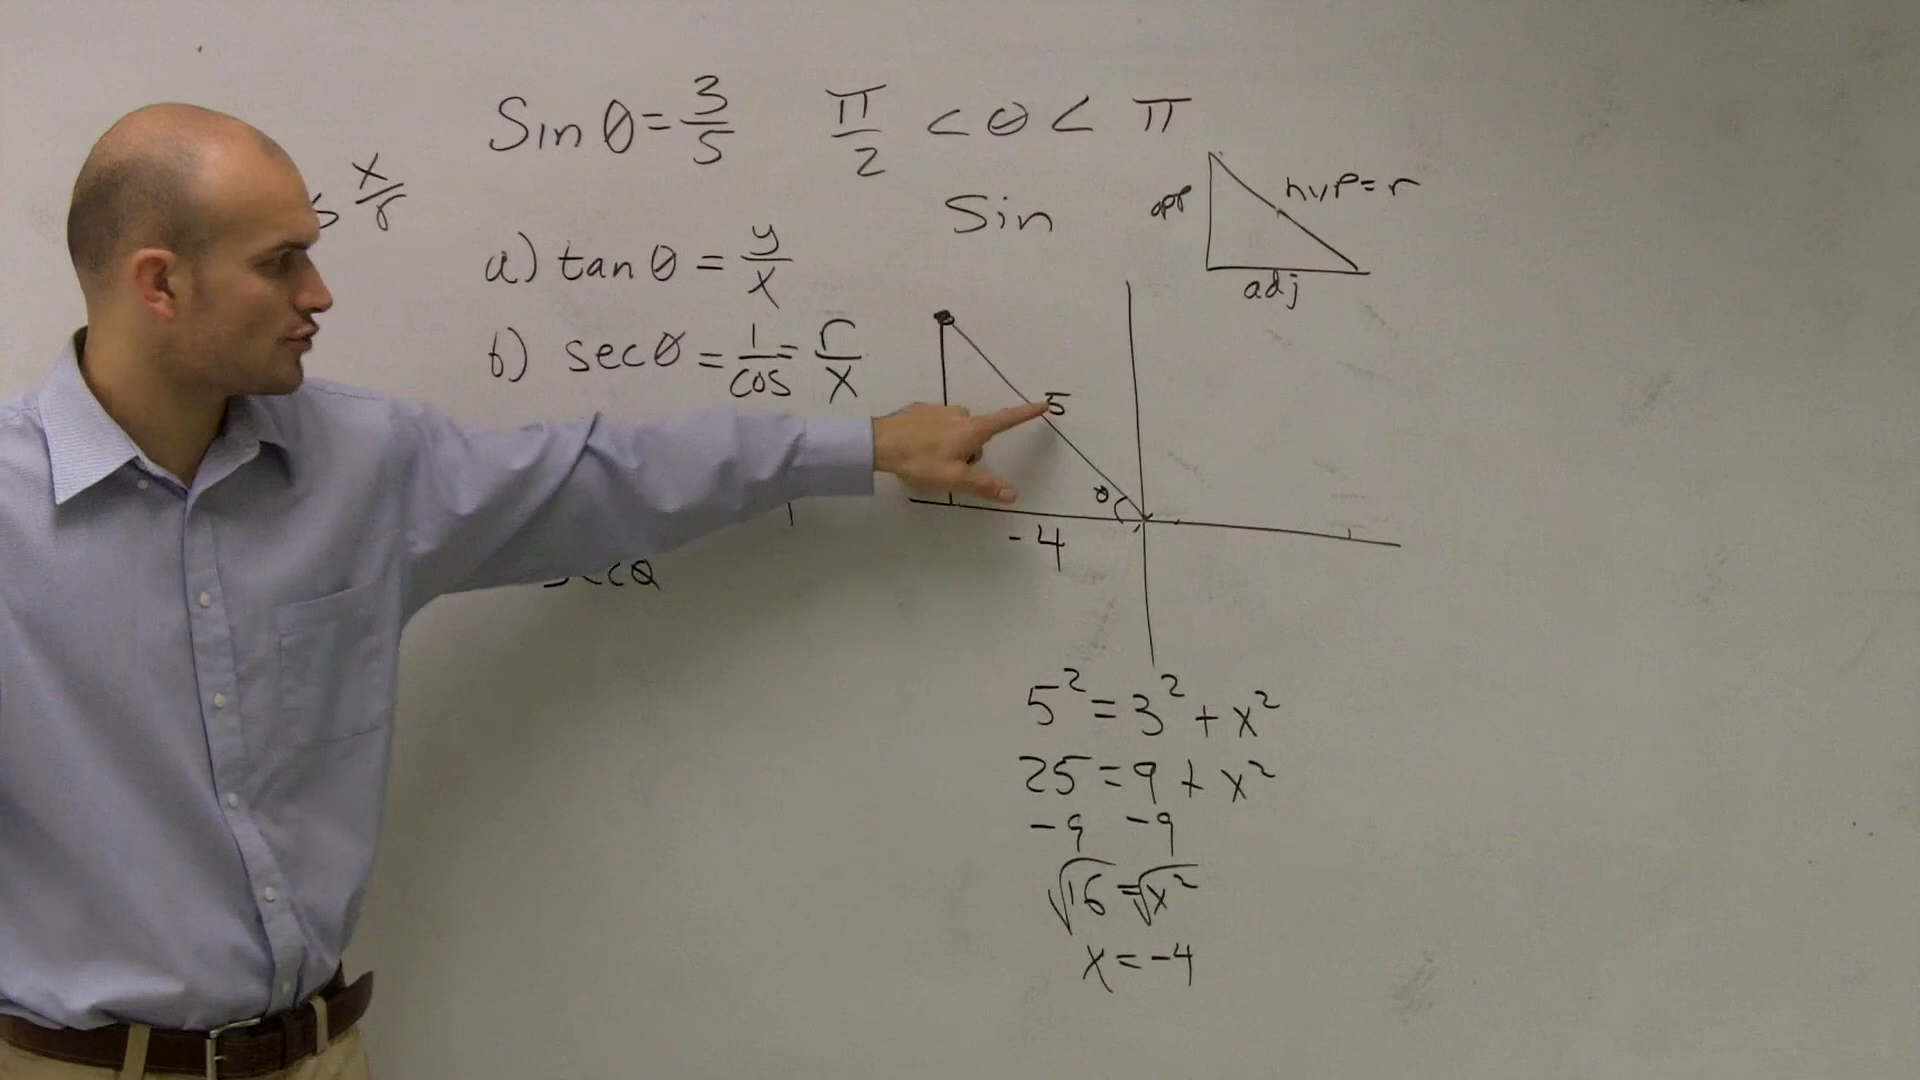 Sin θ = 3/5   π/2 < θ < π
x/r
Sin
opp
hyp = r
adj
a) tan θ = y/x
b) sec θ = 1/cos = r/x
5
θ
-4
5² = 3² + x²
25 = 9 + x²
-9 -9
√16 = √x²
x = -4